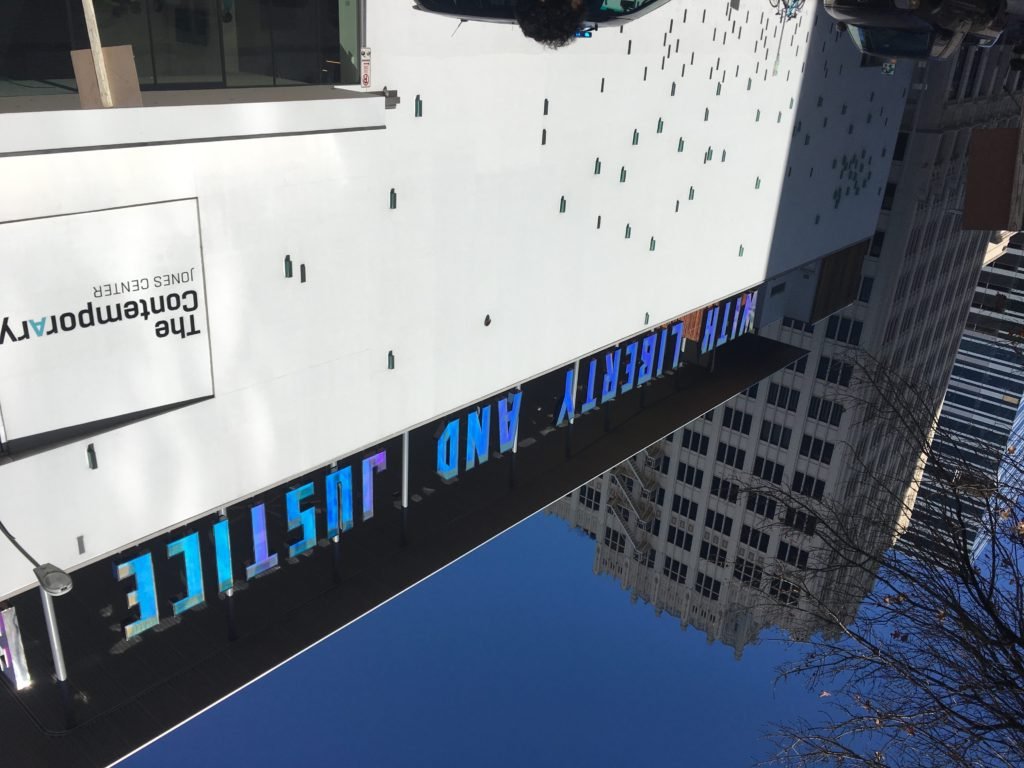 WITH LIBERTY AND JUSTICE
The
Contemporary
JONES CENTER